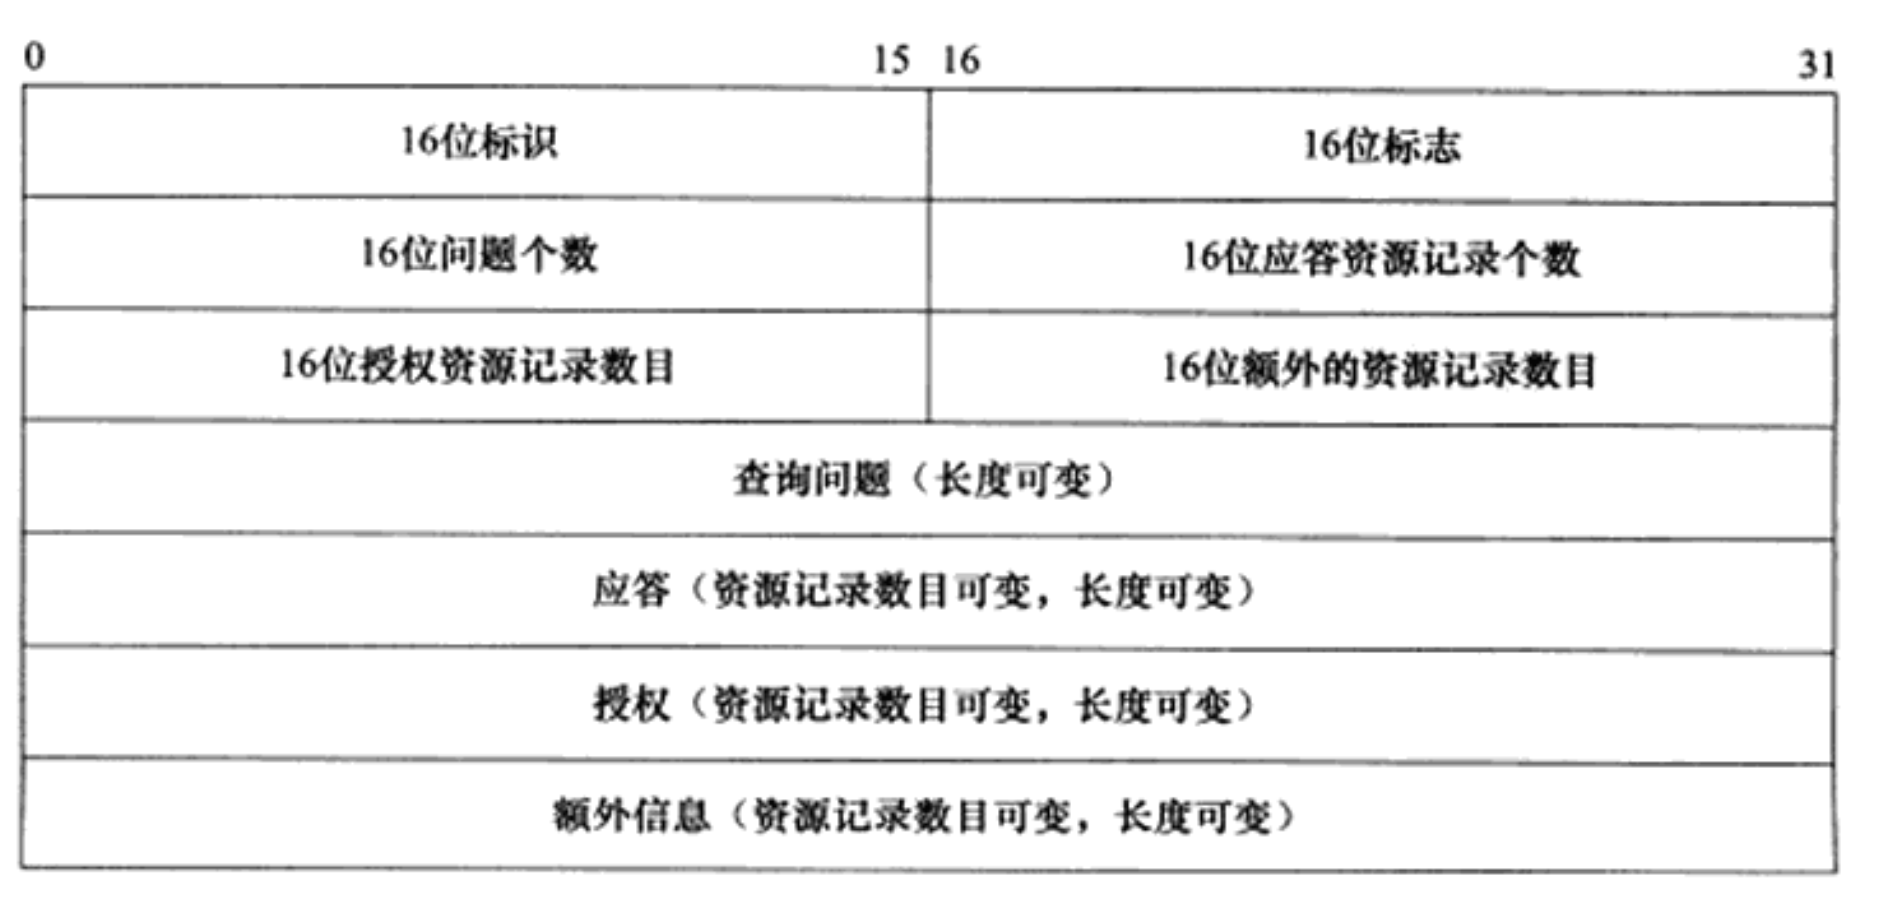 0 15 16 31
16位标识 16位标志
16位问题个数 16位应答资源记录个数
16位授权资源记录数目 16位额外的资源记录数目
查询问题（长度可变）
应答（资源记录数目可变，长度可变）
授权（资源记录数目可变，长度可变）
额外信息（资源记录数目可变，长度可变）